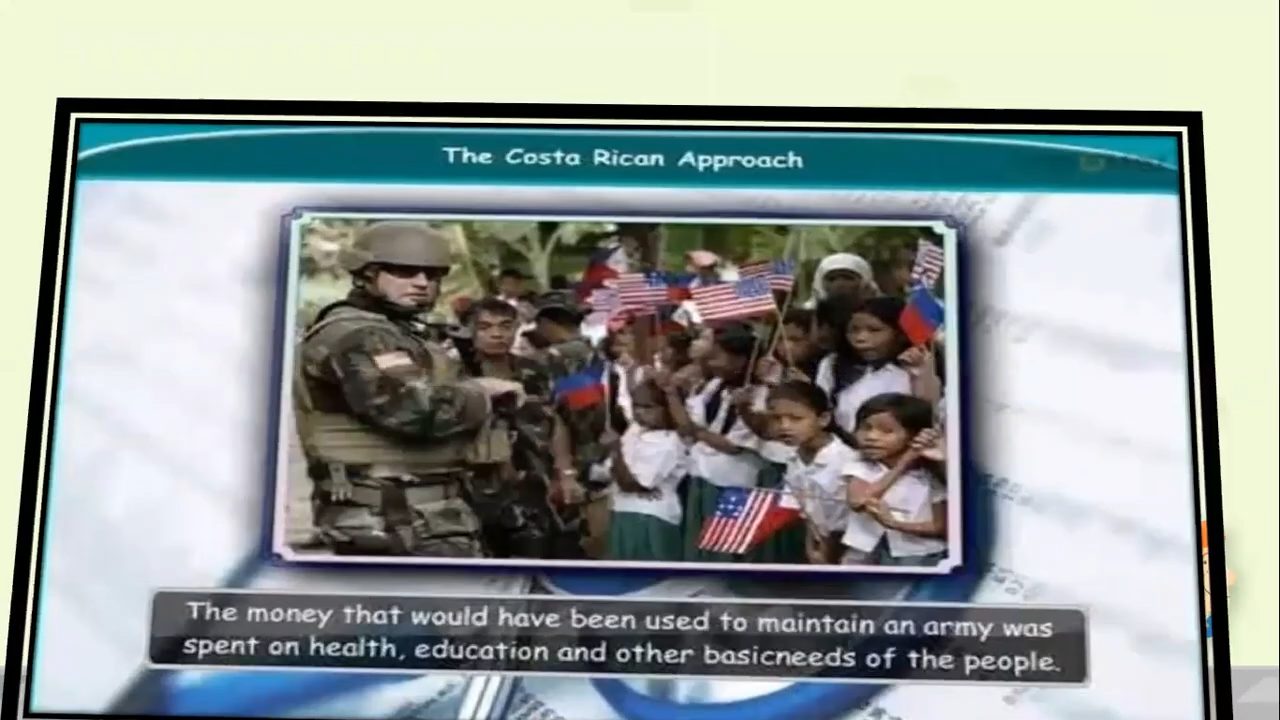 The Costa Rican Approach
The money that would have been used to maintain an army was
spent on health, education and other basicneeds of the people.